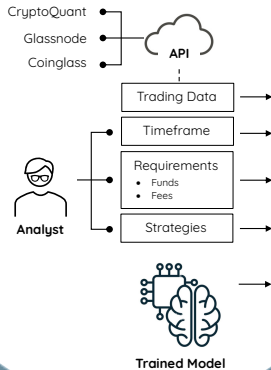 CryptoQuant
Glassnode
Coinglass
API
Trading Data
Timeframe
Requirements
• Funds
• Fees
Strategies
Analyst
Trained Model